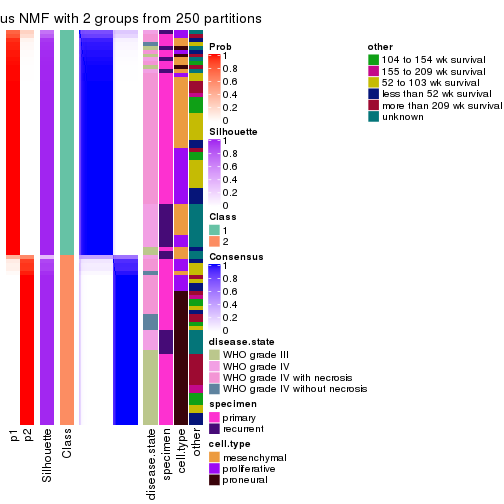 us NMF with 2 groups from 250 partitions
Prob
1
0.8
0.6
0.4
0.2
0
Silhouette
1
0.8
0.6
0.4
0.2
0
Class
1
2
Consensus
1
0.8
0.6
0.4
0.2
0
disease.state
WHO grade III
WHO grade IV
WHO grade IV with necrosis
WHO grade IV without necrosis
specimen
primary
recurrent
cell.type
mesenchymal
proliferative
proneural
other
104 to 154 wk survival
155 to 209 wk survival
52 to 103 wk survival
less than 52 wk survival
more than 209 wk survival
unknown
p1
p2
Silhouette
Class
disease.state
specimen
cell.type
other